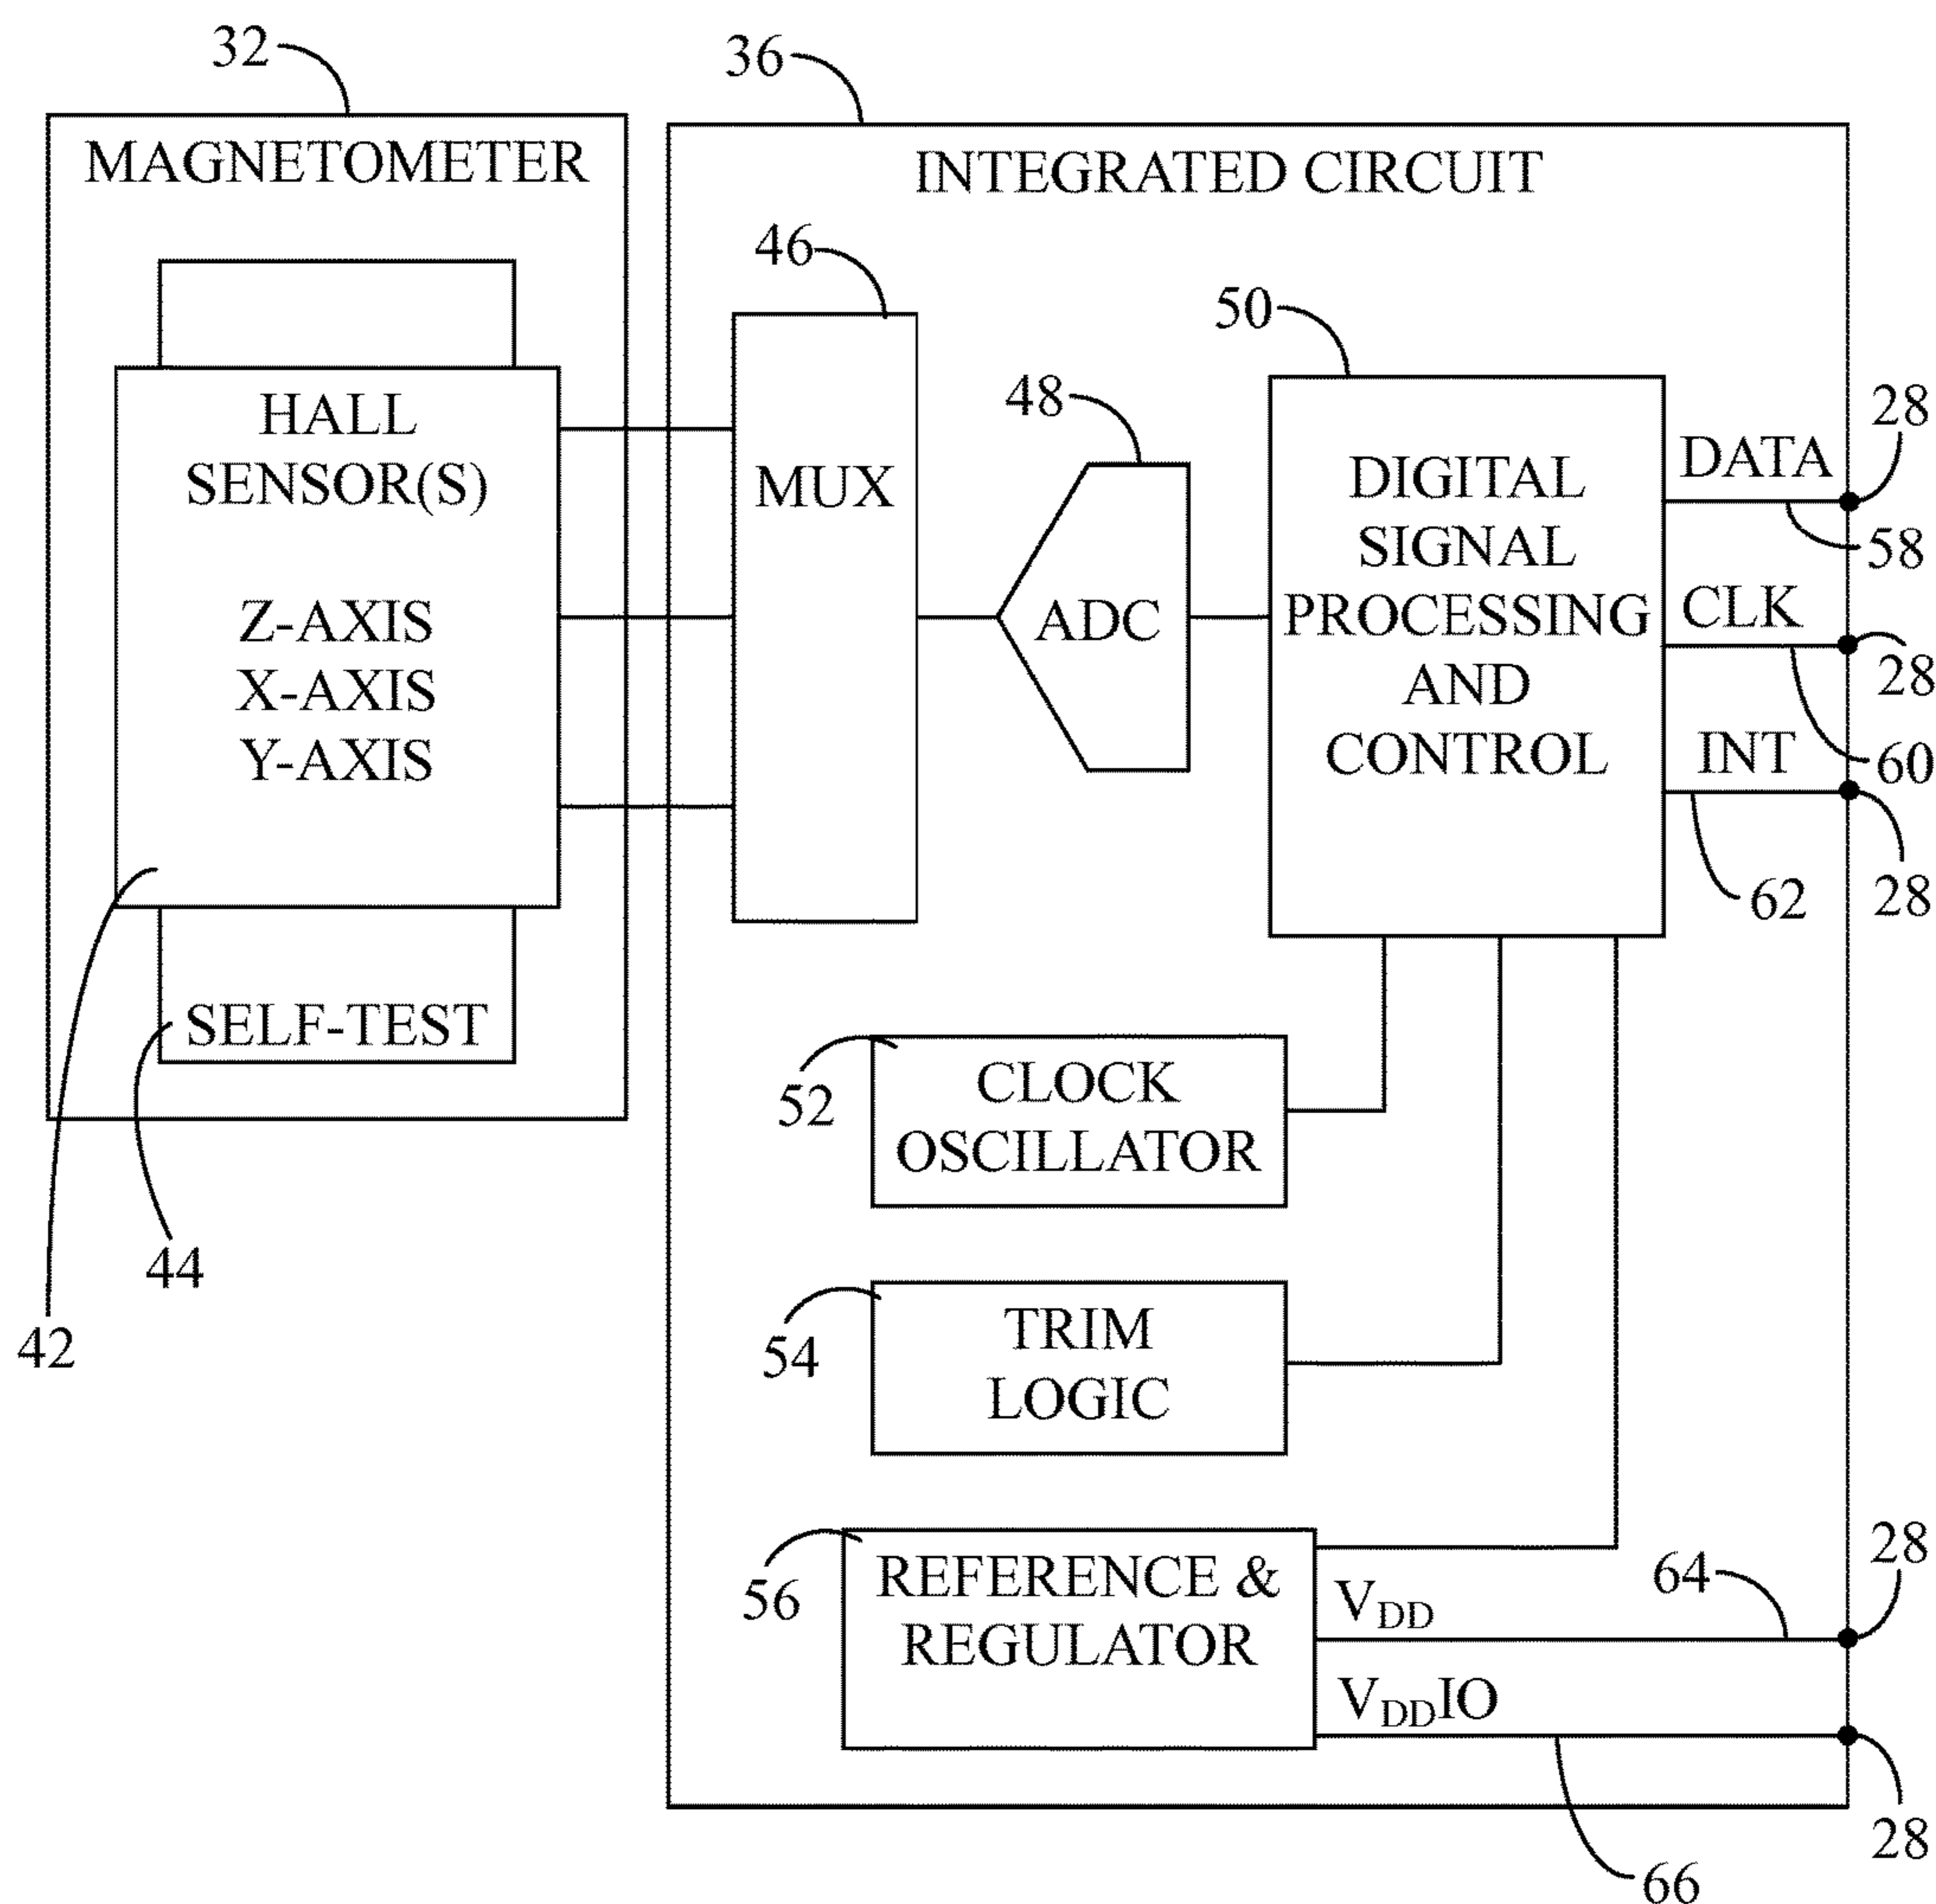 32
MAGNETOMETER
HALL
SENSOR(S)
Z-AXIS
X-AXIS
Y-AXIS
SELF-TEST
44
42
36
INTEGRATED CIRCUIT
46
MUX
48
ADC
50
DIGITAL
SIGNAL
PROCESSING
AND
CONTROL
DATA
28
58
CLK
28
60
INT
28
62
52
CLOCK
OSCILLATOR
54
TRIM
LOGIC
56
REFERENCE &
REGULATOR
VDD
64
28
VDDIO
28
66